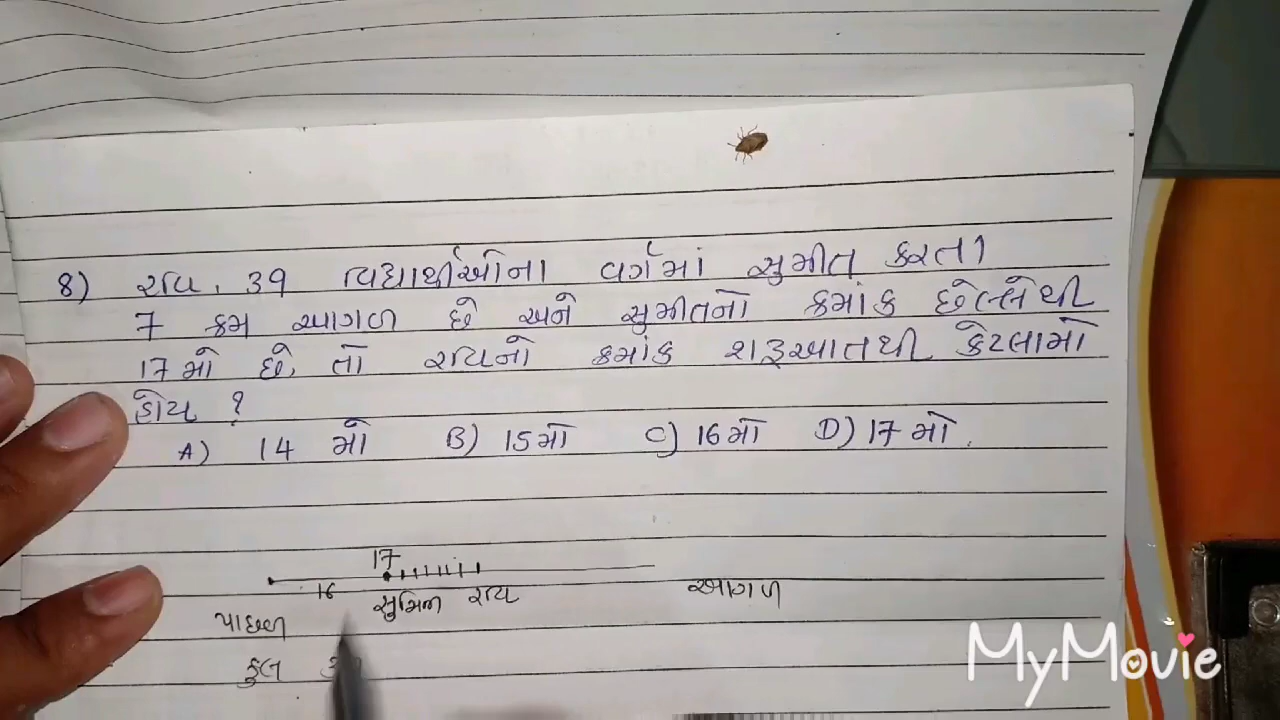 8) રવિ, 39 વિદ્યાર્થીઓના વર્ગમાં સુમીત કરતા
7 ક્રમ આગળ છે અને સુમીતનો ક્રમાંક છેલ્લેથી
17મો છે, તો રવિનો ક્રમાંક શરૂઆતથી કેટલામો
હોય ?
A) 14 મો B) 15મો C) 16મો D) 17મો.
17
16 સુમિત રવિ આગળ
પાછળ
કુલ
MyMovie